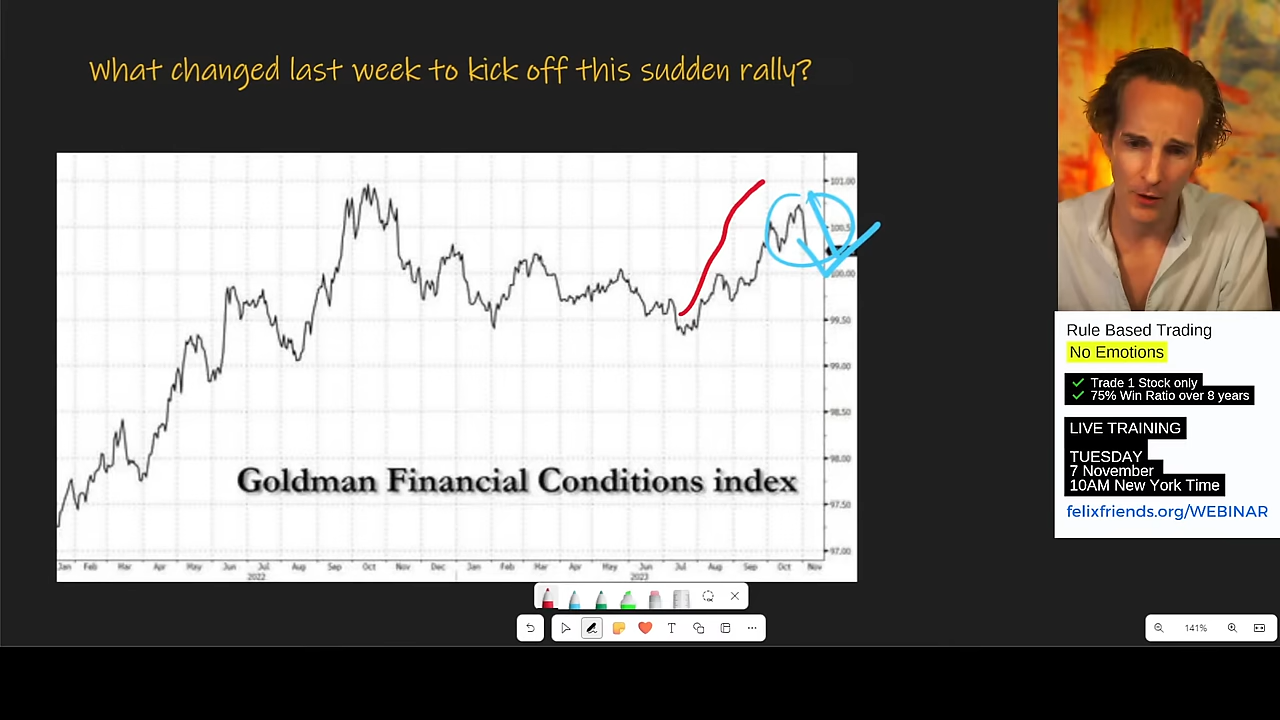 What changed last week to kick off this sudden rally?
101.00
100.5
100.00
99.50
99.00
98.50
98.00
97.50
97.00
Goldman Financial Conditions index
Jan Feb Mar Apr May Jun Jul Aug Sep Oct Nov Dec Jan Feb Mar Apr May Jun Jul Aug Sep Oct Nov
2022 2023
T
141%
Rule Based Trading
No Emotions
Trade 1 Stock only
75% Win Ratio over 8 years
LIVE TRAINING
TUESDAY
7 November
10AM New York Time
felixfriends.org/WEBINAR